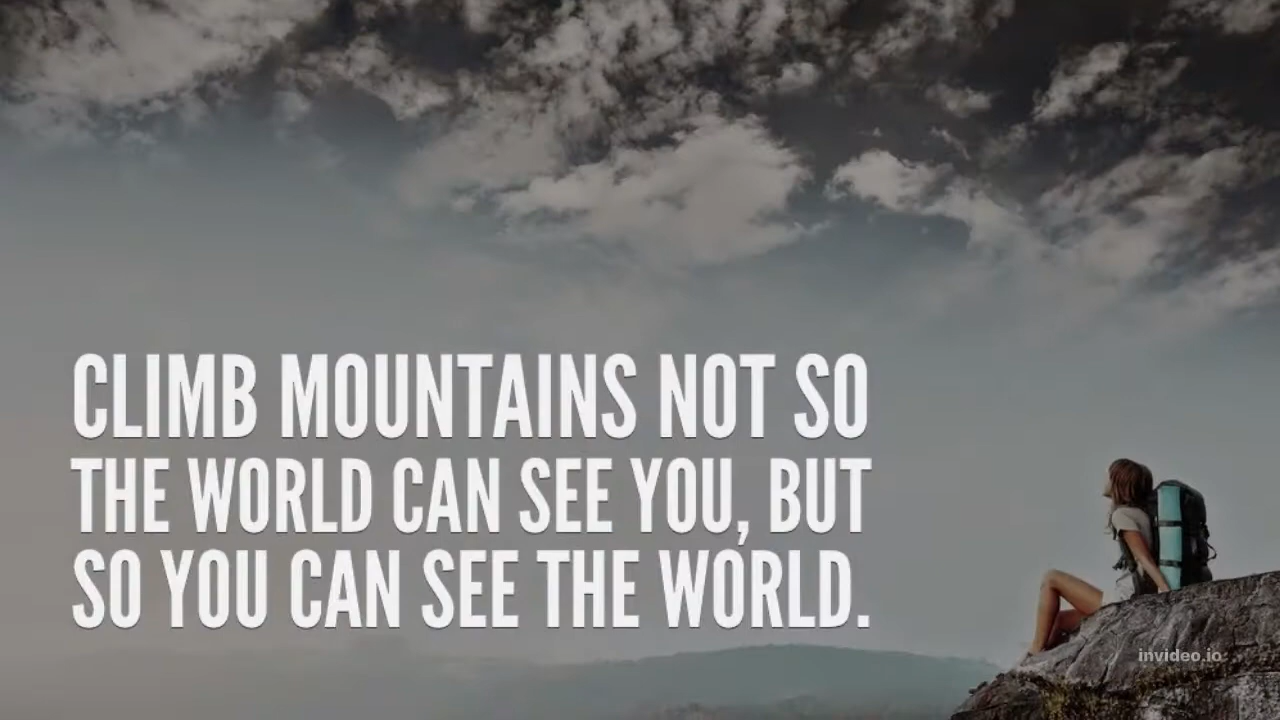 CLIMB MOUNTAINS NOT SO
THE WORLD CAN SEE YOU, BUT
SO YOU CAN SEE THE WORLD.
invideo.io